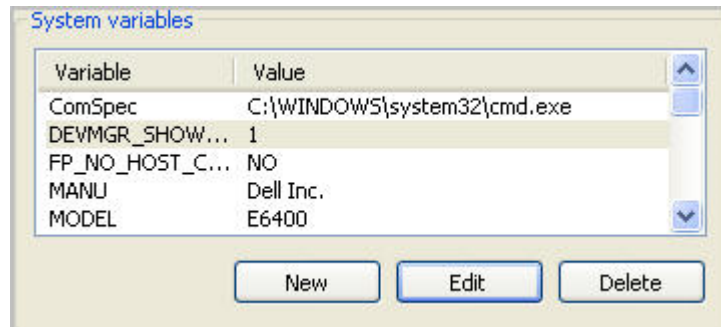 System variables
Variable Value
ComSpec C:\WINDOWS\system32\cmd.exe
DEVMGR_SHOW... 1
FP_NO_HOST_C... NO
MANU Dell Inc.
MODEL E6400
New Edit Delete